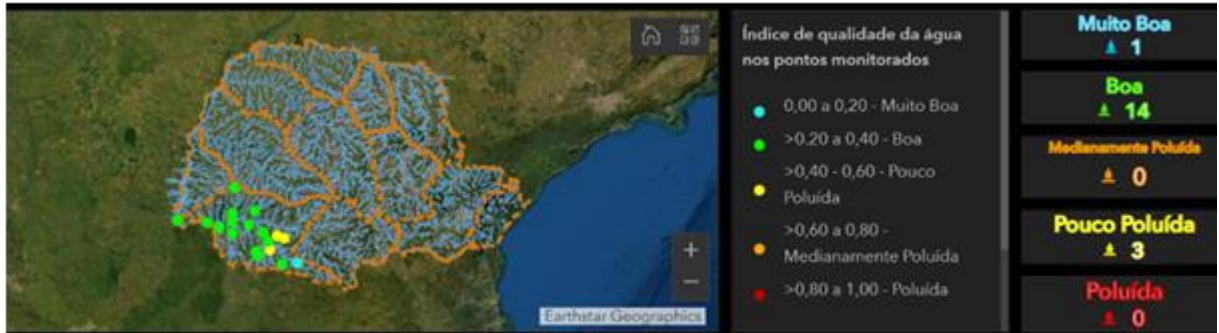 Earthstar Geographics
Índice de qualidade da água
nos pontos monitorados
0,00 a 0,20 - Muito Boa
>0.20 a 0,40 - Boa
>0,40 - 0,60 - Pouco
Poluída
>0,60 a 0,80 -
Medianamente Poluída
>0,80 a 1,00 - Poluída
Muito Boa
1
Boa
14
Medianamente Poluída
0
Pouco Poluída
3
Poluída
0